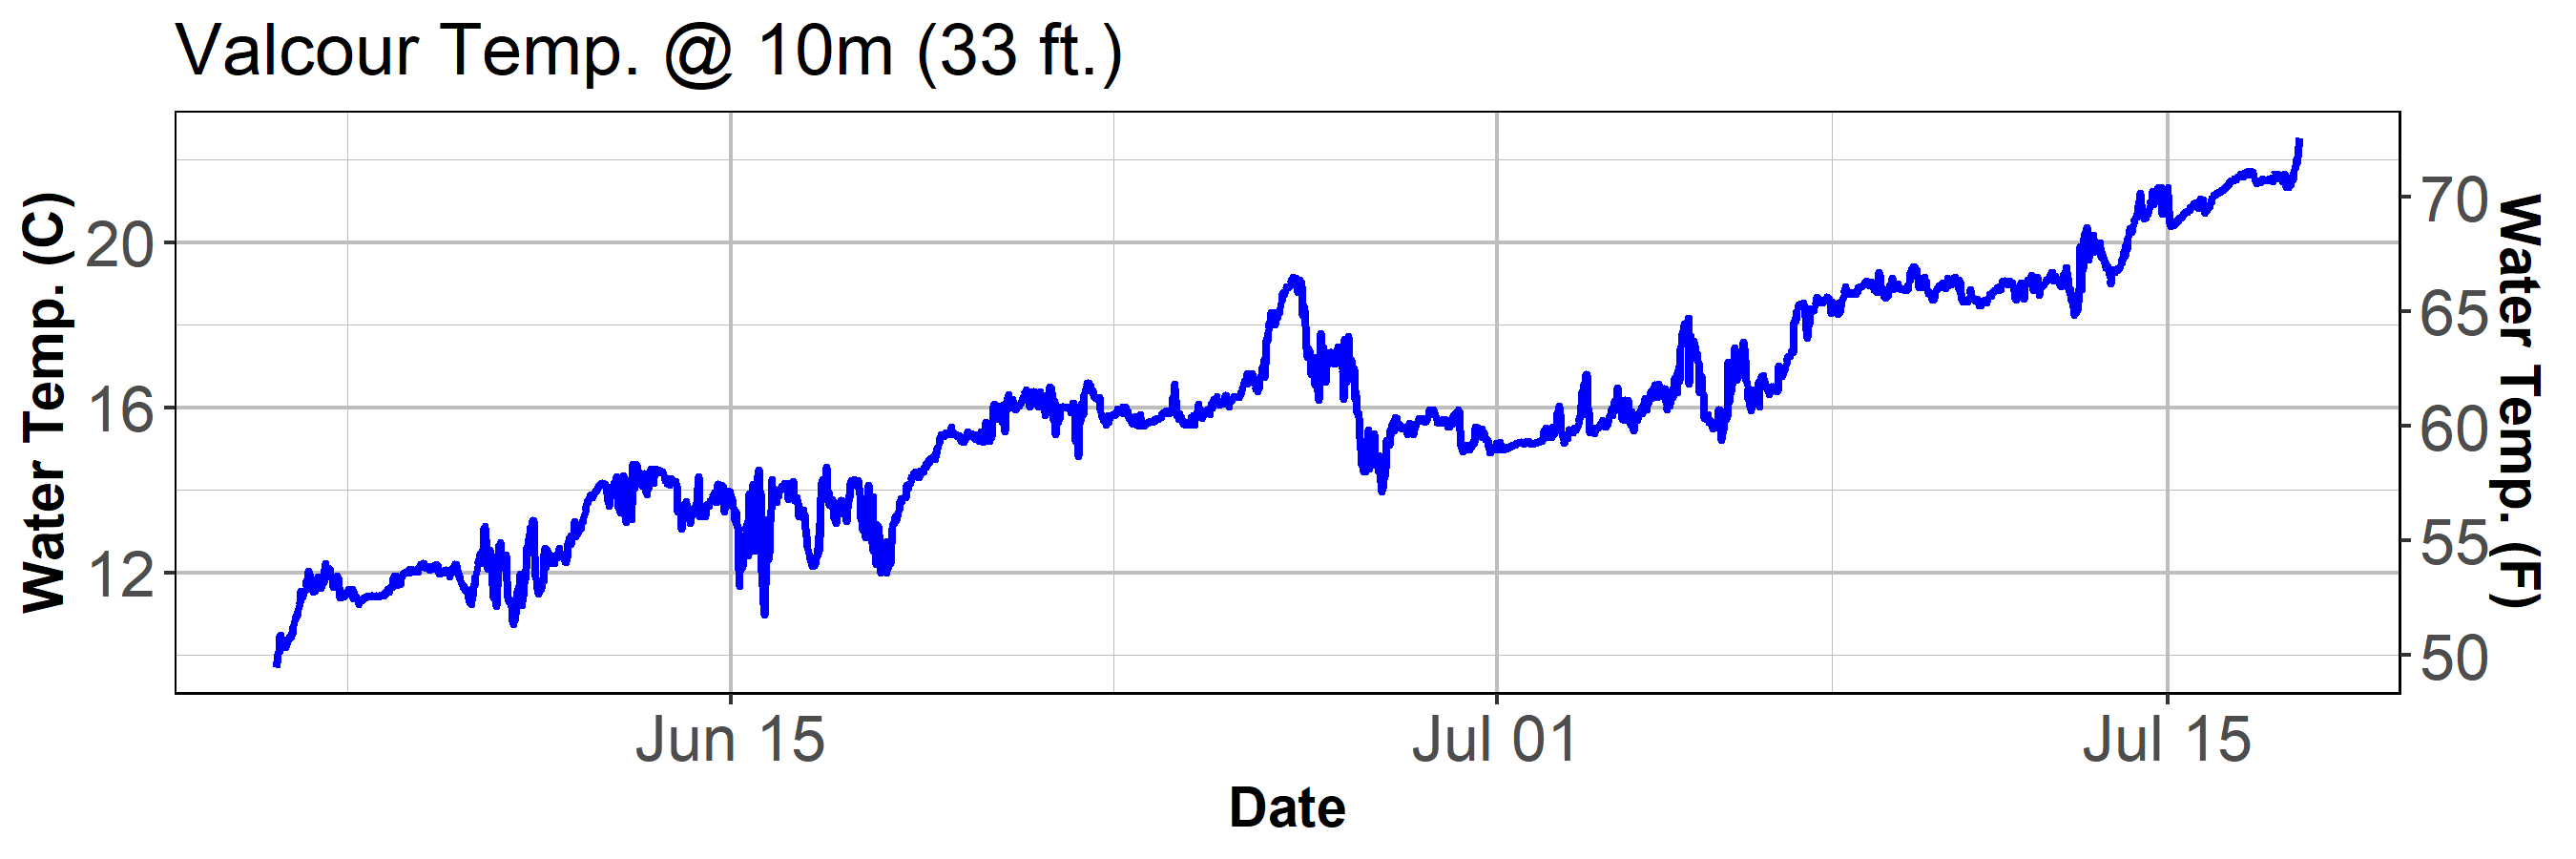 Valcour Temp. @ 10m (33 ft.)
Water Temp. (C)
20
16
12
70
65
60
55
50
Water Temp. (F)
Jun 15
Jul 01
Jul 15
Date